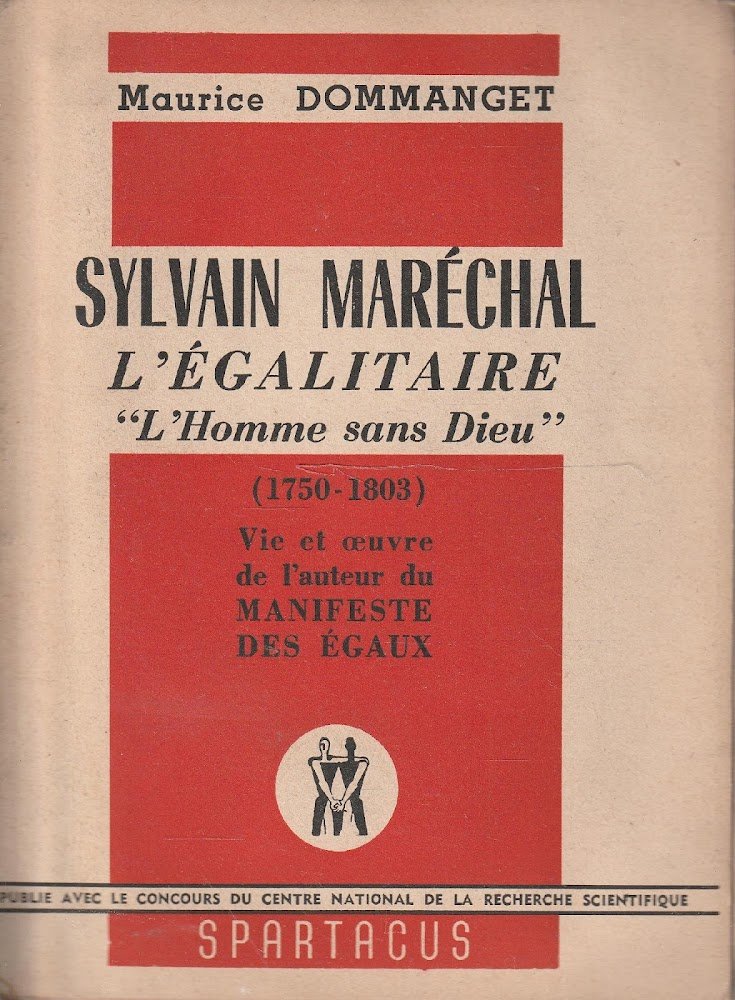 Maurice DOMMANGET
SYLVAIN MARÉCHAL
L'ÉGALITAIRE
“L'Homme sans Dieu”
(1750-1803)
Vie et œuvre
de l'auteur du
MANIFESTE
DES ÉGAUX
PUBLIE AVEC LE CONCOURS DU CENTRE NATIONAL DE LA RECHERCHE SCIENTIFIQUE
SPARTACUS